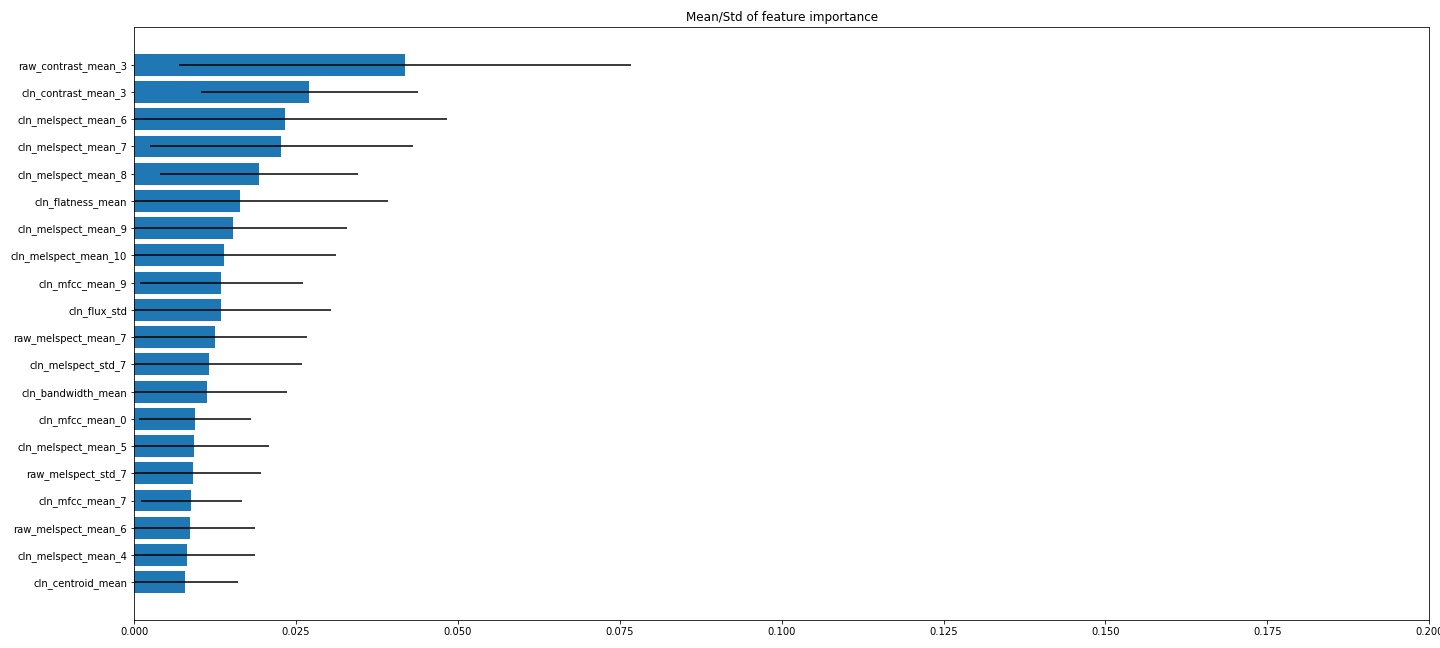 Mean/Std of feature importance
raw_contrast_mean_3
cln_contrast_mean_3
cln_melspect_mean_6
cln_melspect_mean_7
cln_melspect_mean_8
cln_flatness_mean
cln_melspect_mean_9
cln_melspect_mean_10
cln_mfcc_mean_9
cln_flux_std
raw_melspect_mean_7
cln_melspect_std_7
cln_bandwidth_mean
cln_mfcc_mean_0
cln_melspect_mean_5
raw_melspect_std_7
cln_mfcc_mean_7
raw_melspect_mean_6
cln_melspect_mean_4
cln_centroid_mean
0.000 0.025 0.050 0.075 0.100 0.125 0.150 0.175 0.200